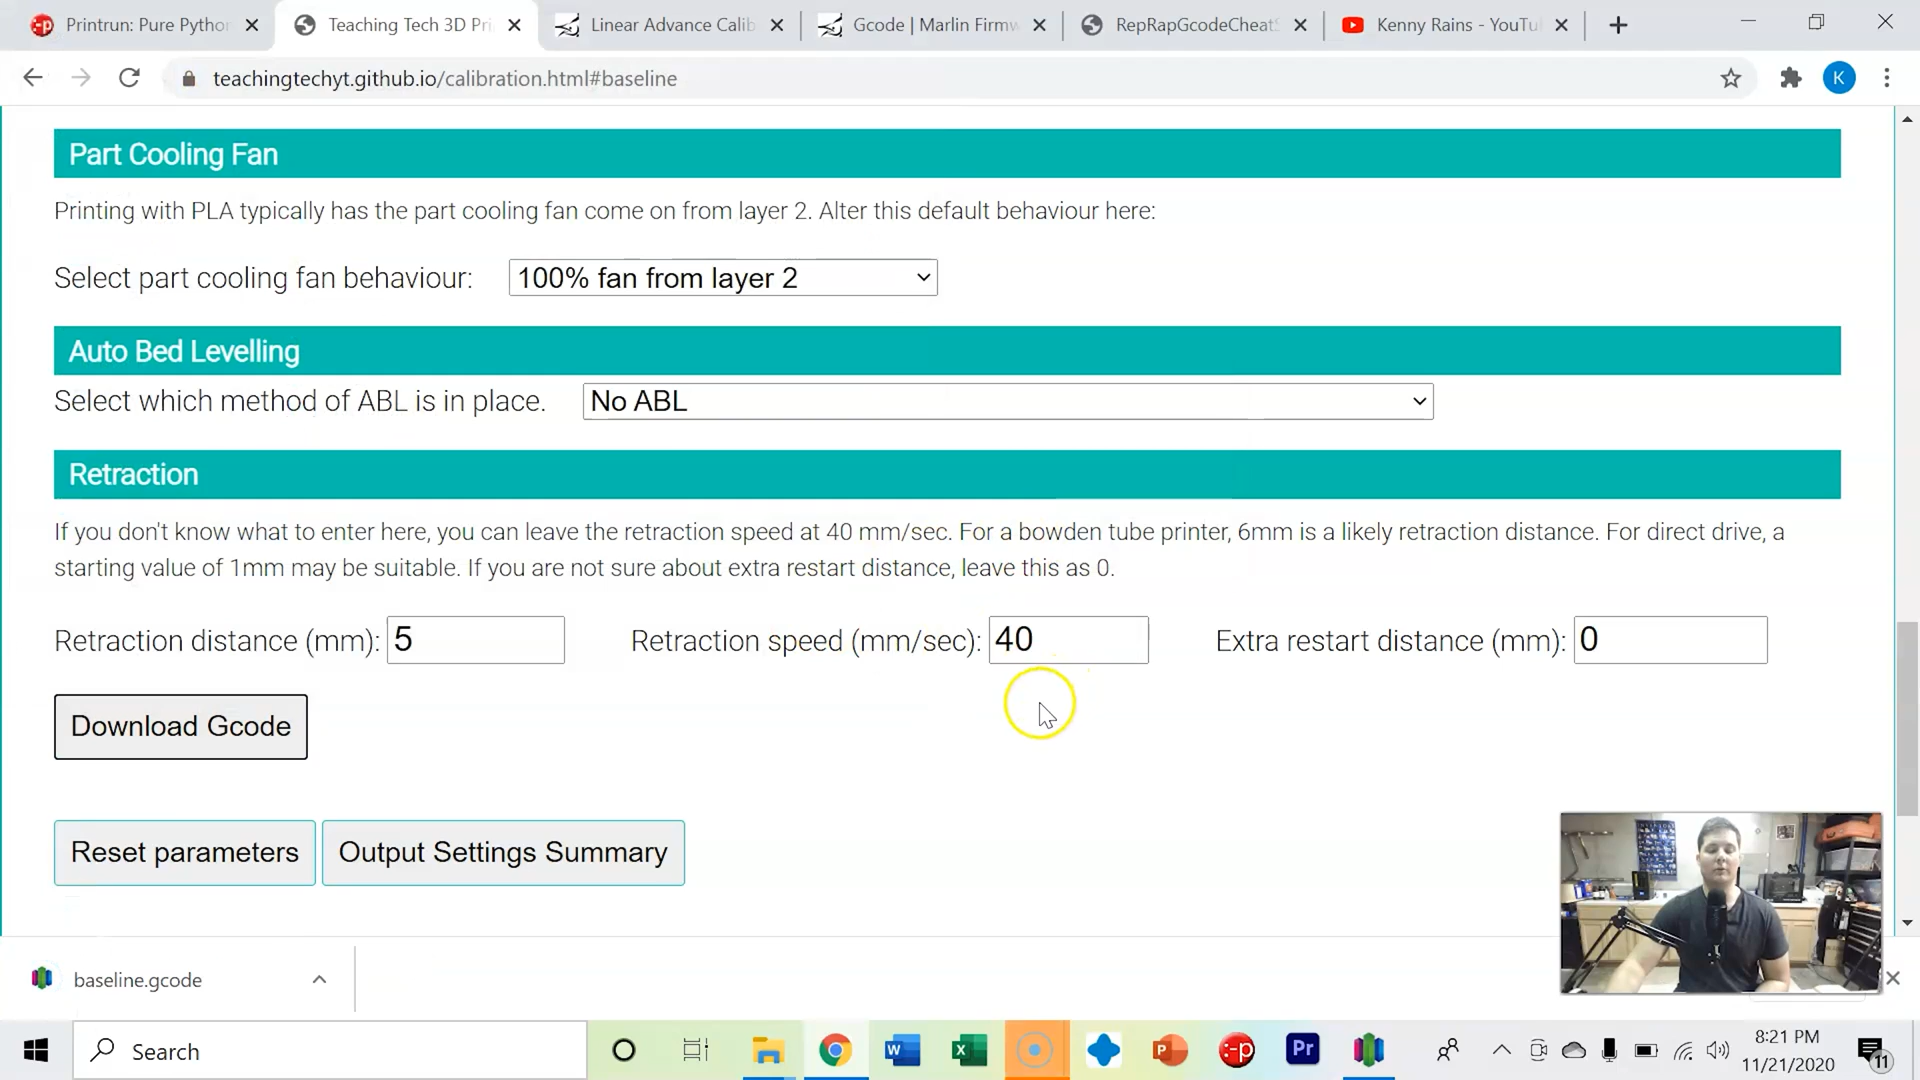 Printrun: Pure Python
Teaching Tech 3D Pri
Linear Advance Calib
Gcode | Marlin Firmw
RepRapGcodeCheatS
Kenny Rains - YouTu
teachingtechyt.github.io/calibration.html#baseline
K
Part Cooling Fan
Printing with PLA typically has the part cooling fan come on from layer 2. Alter this default behaviour here:
Select part cooling fan behaviour: 100% fan from layer 2
Auto Bed Levelling
Select which method of ABL is in place. No ABL
Retraction
If you don't know what to enter here, you can leave the retraction speed at 40 mm/sec. For a bowden tube printer, 6mm is a likely retraction distance. For direct drive, a
starting value of 1mm may be suitable. If you are not sure about extra restart distance, leave this as 0.
Retraction distance (mm): 5 Retraction speed (mm/sec): 40 Extra restart distance (mm): 0
Download Gcode
Reset parameters Output Settings Summary
baseline.gcode
Search
8:21 PM
11/21/2020
11